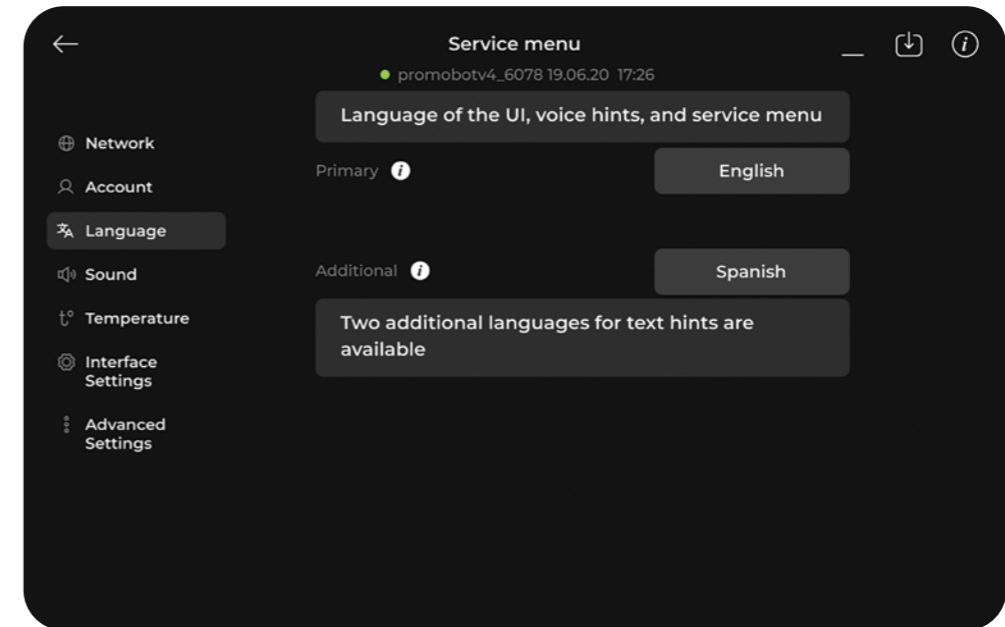 Service menu
promobotv4_6078 19.06.20 17:26
Language of the UI, voice hints, and service menu
Network
Primary i
English
Account
Language
Additional i
Spanish
Sound
Temperature
Two additional languages for text hints are
available
Interface
Settings
Advanced
Settings